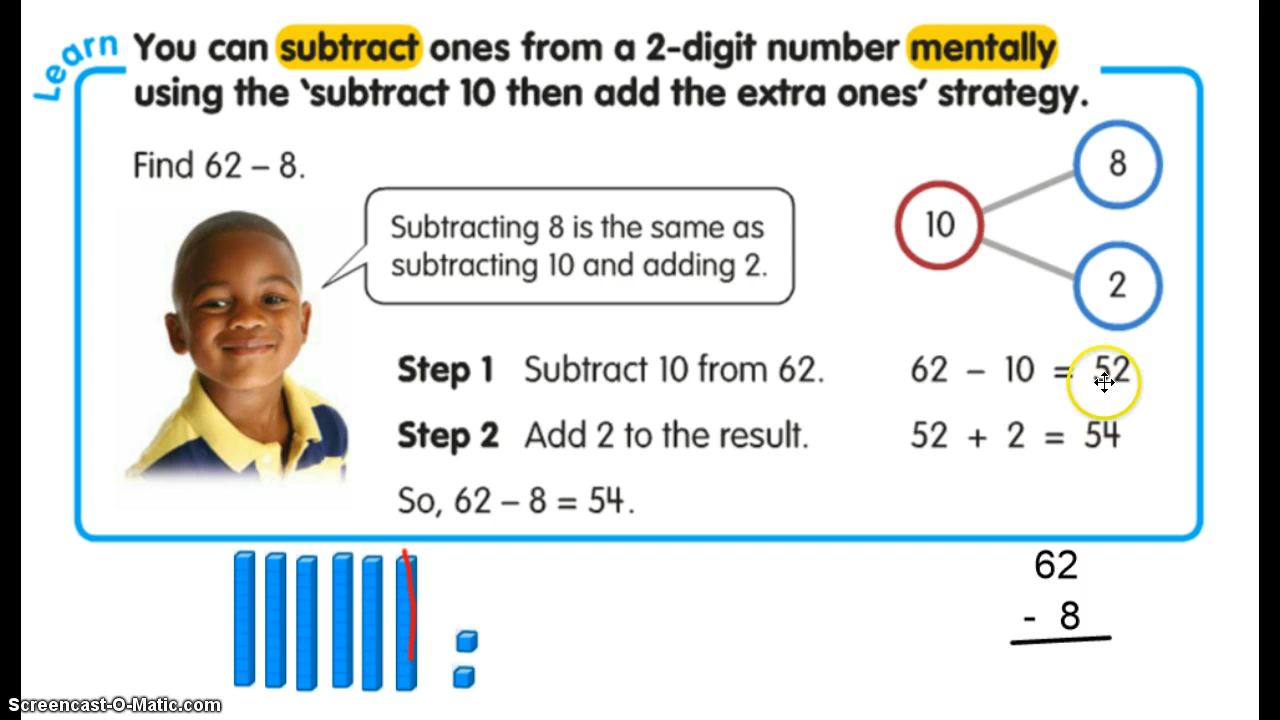 Learn
You can subtract ones from a 2-digit number mentally
using the ‘subtract 10 then add the extra ones’ strategy.
Find 62 – 8.
Subtracting 8 is the same as
subtracting 10 and adding 2.
8
10
2
Step 1 Subtract 10 from 62. 62 – 10 = 52
Step 2 Add 2 to the result. 52 + 2 = 54
So, 62 – 8 = 54.
62
- 8
Screencast-O-Matic.com